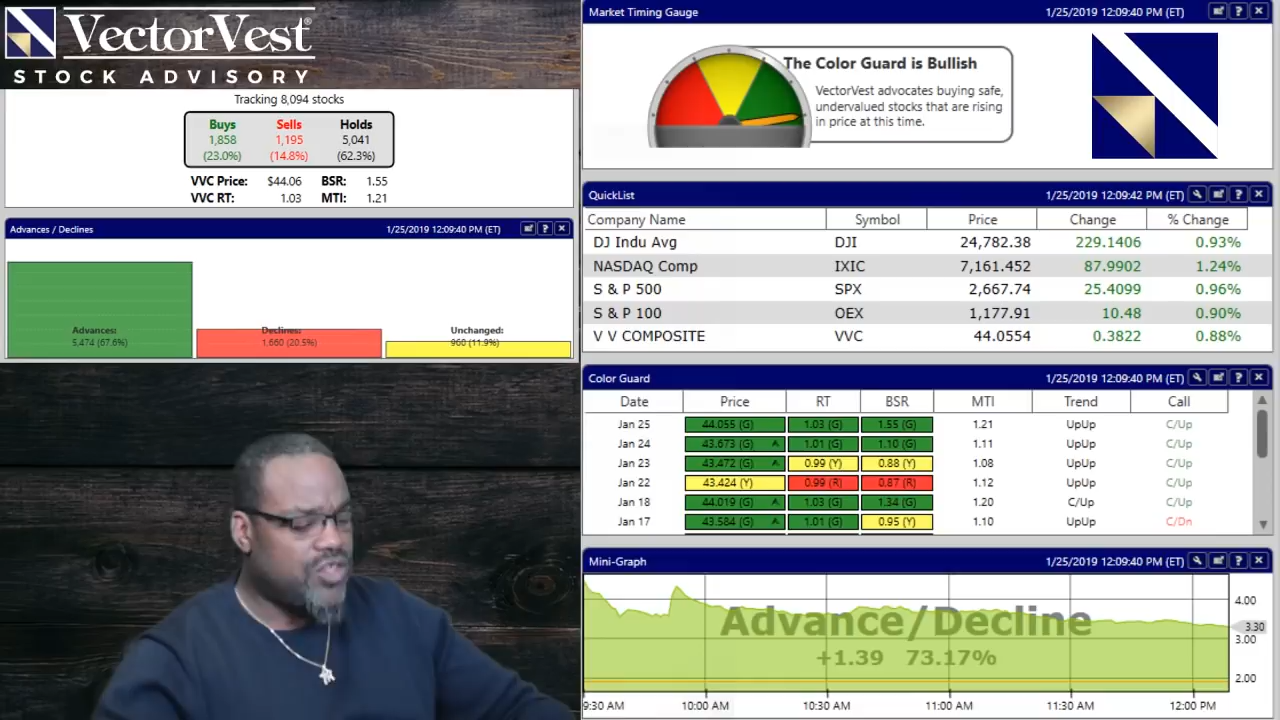 VectorVest®
STOCK ADVISORY
Tracking 8,094 stocks
Buys Sells Holds
1,858 1,195 5,041
(23.0%) (14.8%) (62.3%)
VVC Price: $44.06 BSR: 1.55
VVC RT: 1.03 MTI: 1.21
Advances / Declines 1/25/2019 12:09:40 PM (ET) ?
Advances: Declines: Unchanged:
5,474 (67.6%) 1,660 (20.5%) 960 (11.9%)
Market Timing Gauge 1/25/2019 12:09:40 PM (ET) ?
The Color Guard is Bullish
VectorVest advocates buying safe,
undervalued stocks that are rising
in price at this time.
QuickList 1/25/2019 12:09:42 PM (ET) ?
Company Name Symbol Price Change % Change
DJ Indu Avg DJI 24,782.38 229.1406 0.93%
NASDAQ Comp IXIC 7,161.452 87.9902 1.24%
S & P 500 SPX 2,667.74 25.4099 0.96%
S & P 100 OEX 1,177.91 10.48 0.90%
V V COMPOSITE VVC 44.0554 0.3822 0.88%
Color Guard 1/25/2019 12:09:40 PM (ET) ?
Date Price RT BSR MTI Trend Call
Jan 25 44.055 (G) 1.03 (G) 1.55 (G) 1.21 UpUp C/Up
Jan 24 43.673 (G) 1.01 (G) 1.10 (G) 1.11 UpUp C/Up
Jan 23 43.472 (G) 0.99 (Y) 0.88 (Y) 1.08 UpUp C/Up
Jan 22 43.424 (Y) 0.99 (R) 0.87 (R) 1.12 UpUp C/Up
Jan 18 44.019 (G) 1.03 (G) 1.34 (G) 1.20 C/Up C/Up
Jan 17 43.584 (G) 1.01 (G) 0.95 (Y) 1.10 UpUp C/Dn
Mini-Graph 1/25/2019 12:09:40 PM (ET) ?
Advance/Decline
+1.39 73.17%
4.00
3.30
3.00
2.00
9:30 AM 10:00 AM 10:30 AM 11:00 AM 11:30 AM 12:00 PM